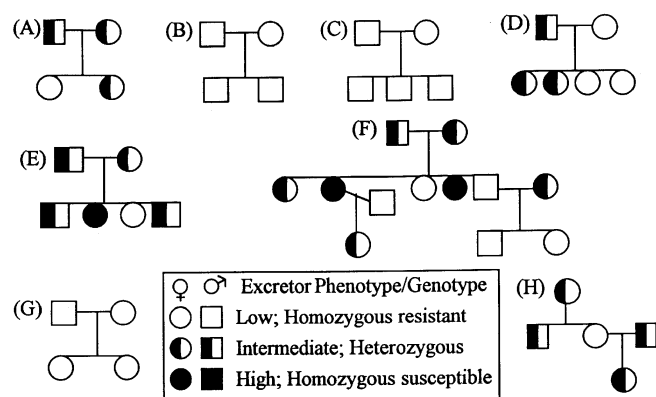 (A)
(B)
(C)
(D)
(E)
(F)
(G)
♀ ♂ Excretor Phenotype/Genotype
Low; Homozygous resistant
Intermediate; Heterozygous
High; Homozygous susceptible
(H)